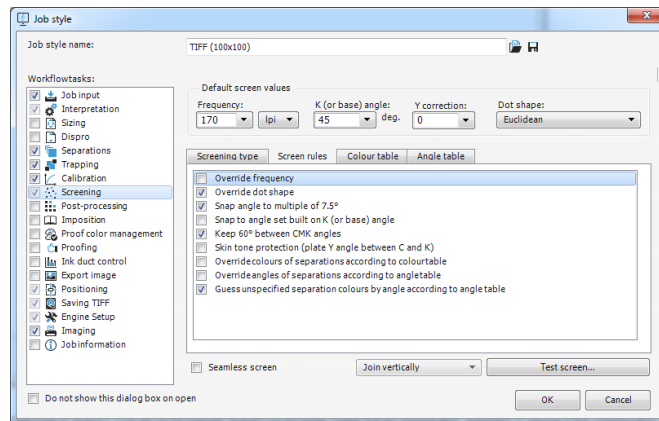 Job style
Job style name:
TIFF (100x100)
Workflowtasks:
Job input
Interpretation
Sizing
Dispro
Separations
Trapping
Calibration
Screening
Post-processing
Imposition
Proof color management
Proofing
Ink duct control
Export image
Positioning
Saving TIFF
Engine Setup
Imaging
Jobinformation
Default screen values
Frequency: K (or base) angle: Y correction: Dot shape:
170 lpi 45 deg. 0 Euclidean
Screening type Screen rules Colour table Angle table
Override frequency
Override dot shape
Snap angle to multiple of 7.5°
Snap to angle set built on K (or base) angle
Keep 60° between CMK angles
Skin tone protection (plate Y angle between C and K)
Override colours of separations according to colour table
Override angles of separations according to angle table
Guess unspecified separation colours by angle according to angle table
Seamless screen Join vertically Test screen...
Do not show this dialog box on open OK Cancel